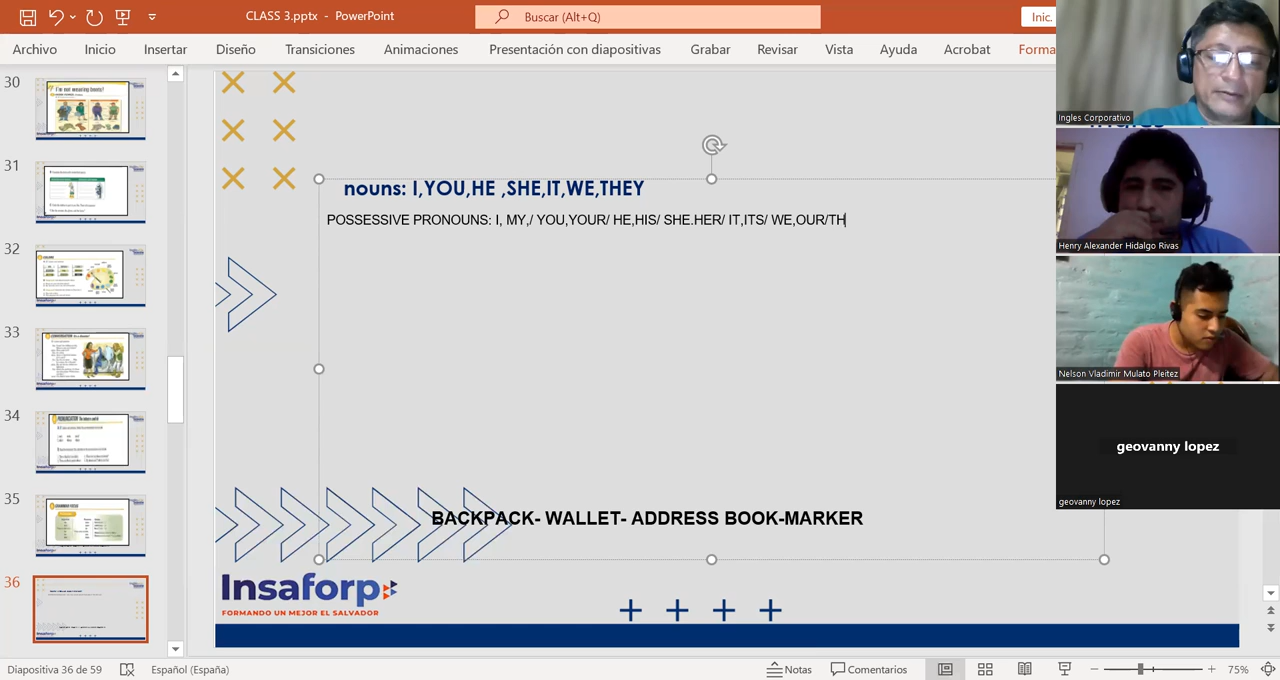 CLASS 3.pptx - PowerPoint
Buscar (Alt+Q)
Inic.
Archivo Inicio Insertar Diseño Transiciones Animaciones Presentación con diapositivas Grabar Revisar Vista Ayuda Acrobat Forma
30
31
32
33
34
35
36
nouns: I,YOU,HE ,SHE,IT,WE,THEY
POSSESSIVE PRONOUNS: I, MY,/ YOU,YOUR/ HE,HIS/ SHE.HER/ IT,ITS/ WE,OUR/TH
BACKPACK- WALLET- ADDRESS BOOK-MARKER
Insaforp
FORMANDO UN MEJOR EL SALVADOR
Ingles Corporativo
Henry Alexander Hidalgo Rivas
Nelson Vladimir Mulato Pleitez
geovanny lopez
geovanny lopez
Diapositiva 36 de 59 Español (España) Notas Comentarios 75%